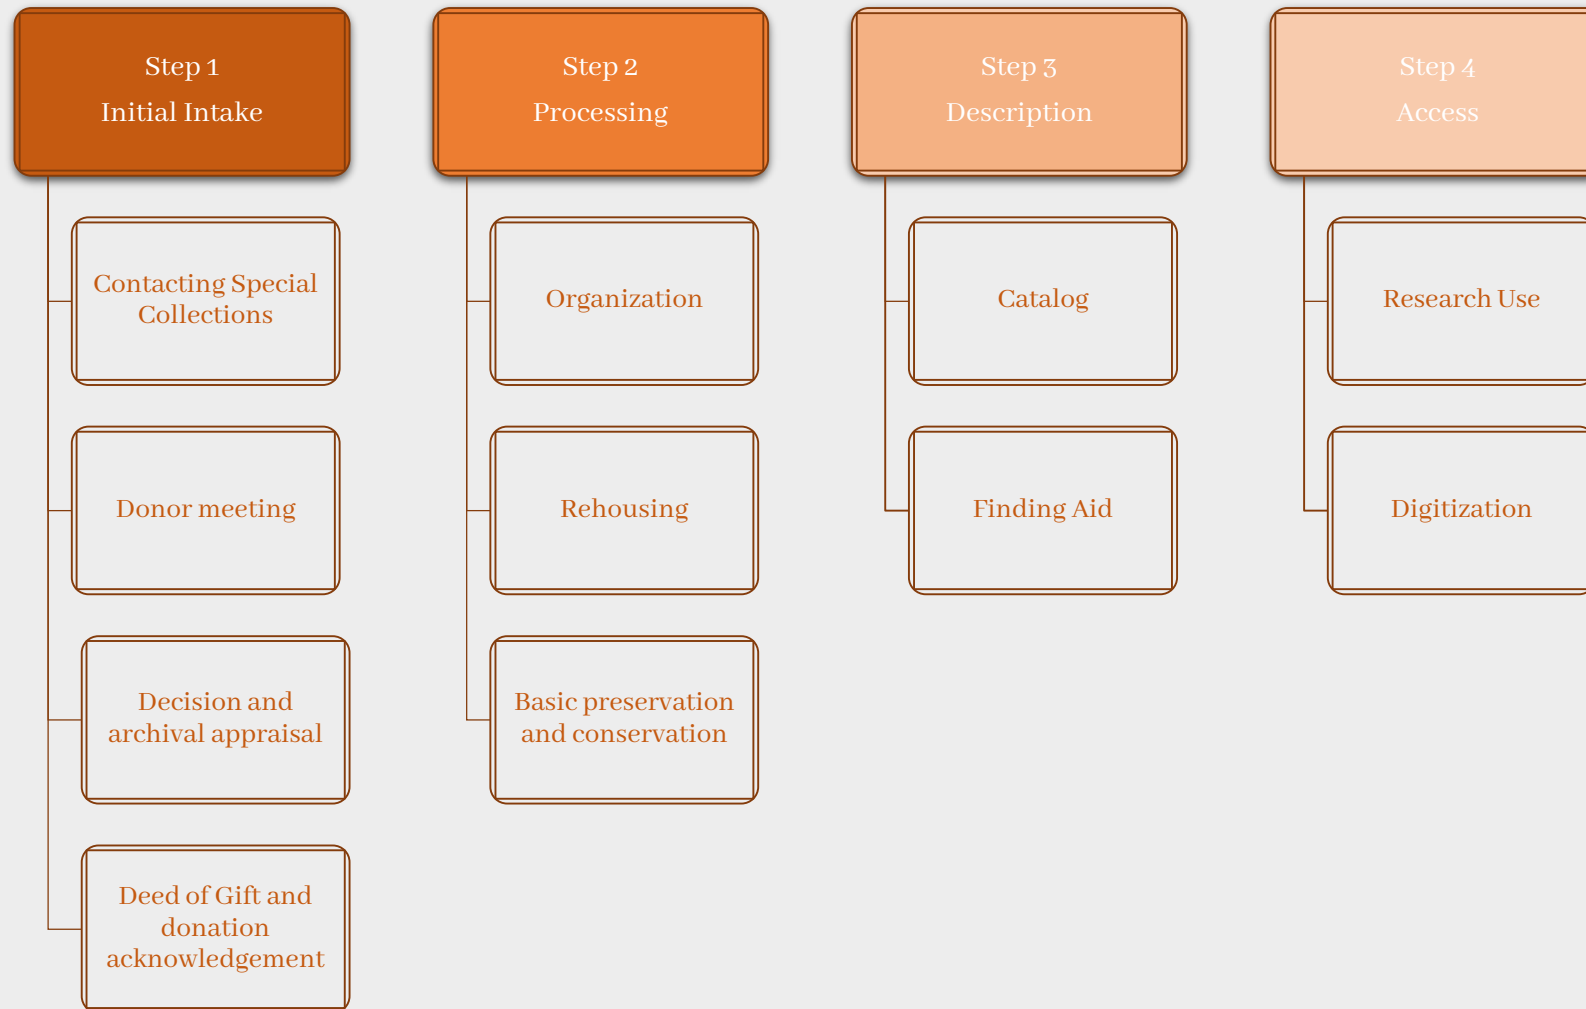 Step 1
Initial Intake
Contacting Special
Collections
Donor meeting
Decision and
archival appraisal
Deed of Gift and
donation
acknowledgement
Step 2
Processing
Organization
Rehousing
Basic preservation
and conservation
Step 3
Description
Catalog
Finding Aid
Step 4
Access
Research Use
Digitization